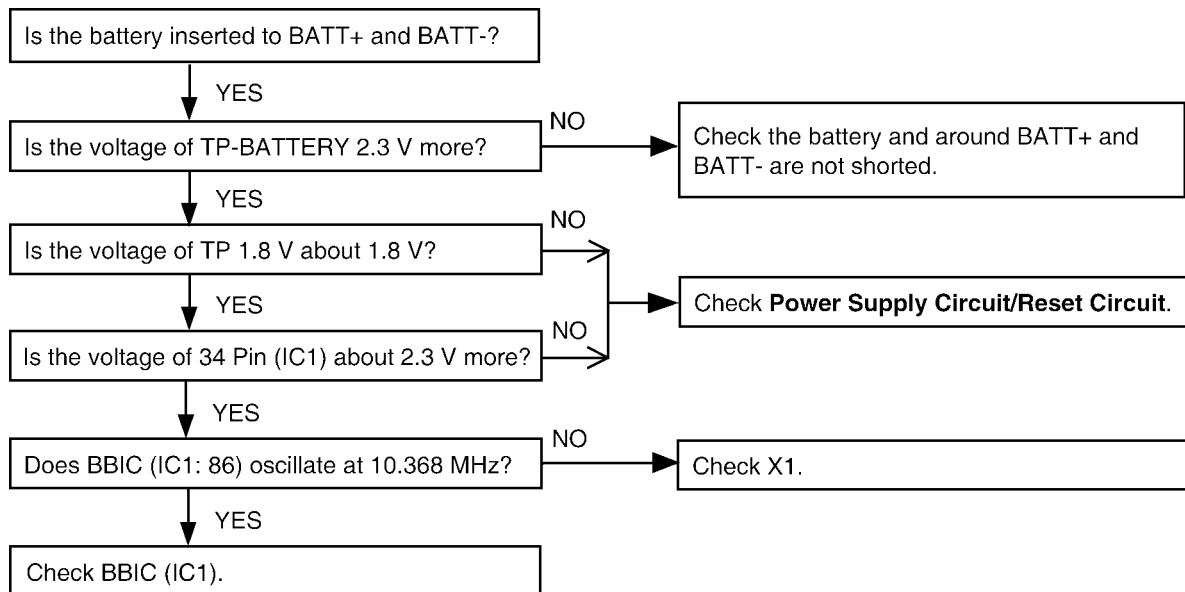 Is the battery inserted to BATT+ and BATT-?
YES
Is the voltage of TP-BATTERY 2.3 V more?
NO
Check the battery and around BATT+ and
BATT- are not shorted.
YES
Is the voltage of TP 1.8 V about 1.8 V?
NO
YES
Check Power Supply Circuit/Reset Circuit.
Is the voltage of 34 Pin (IC1) about 2.3 V more?
NO
YES
Does BBIC (IC1: 86) oscillate at 10.368 MHz?
NO
Check X1.
YES
Check BBIC (IC1).